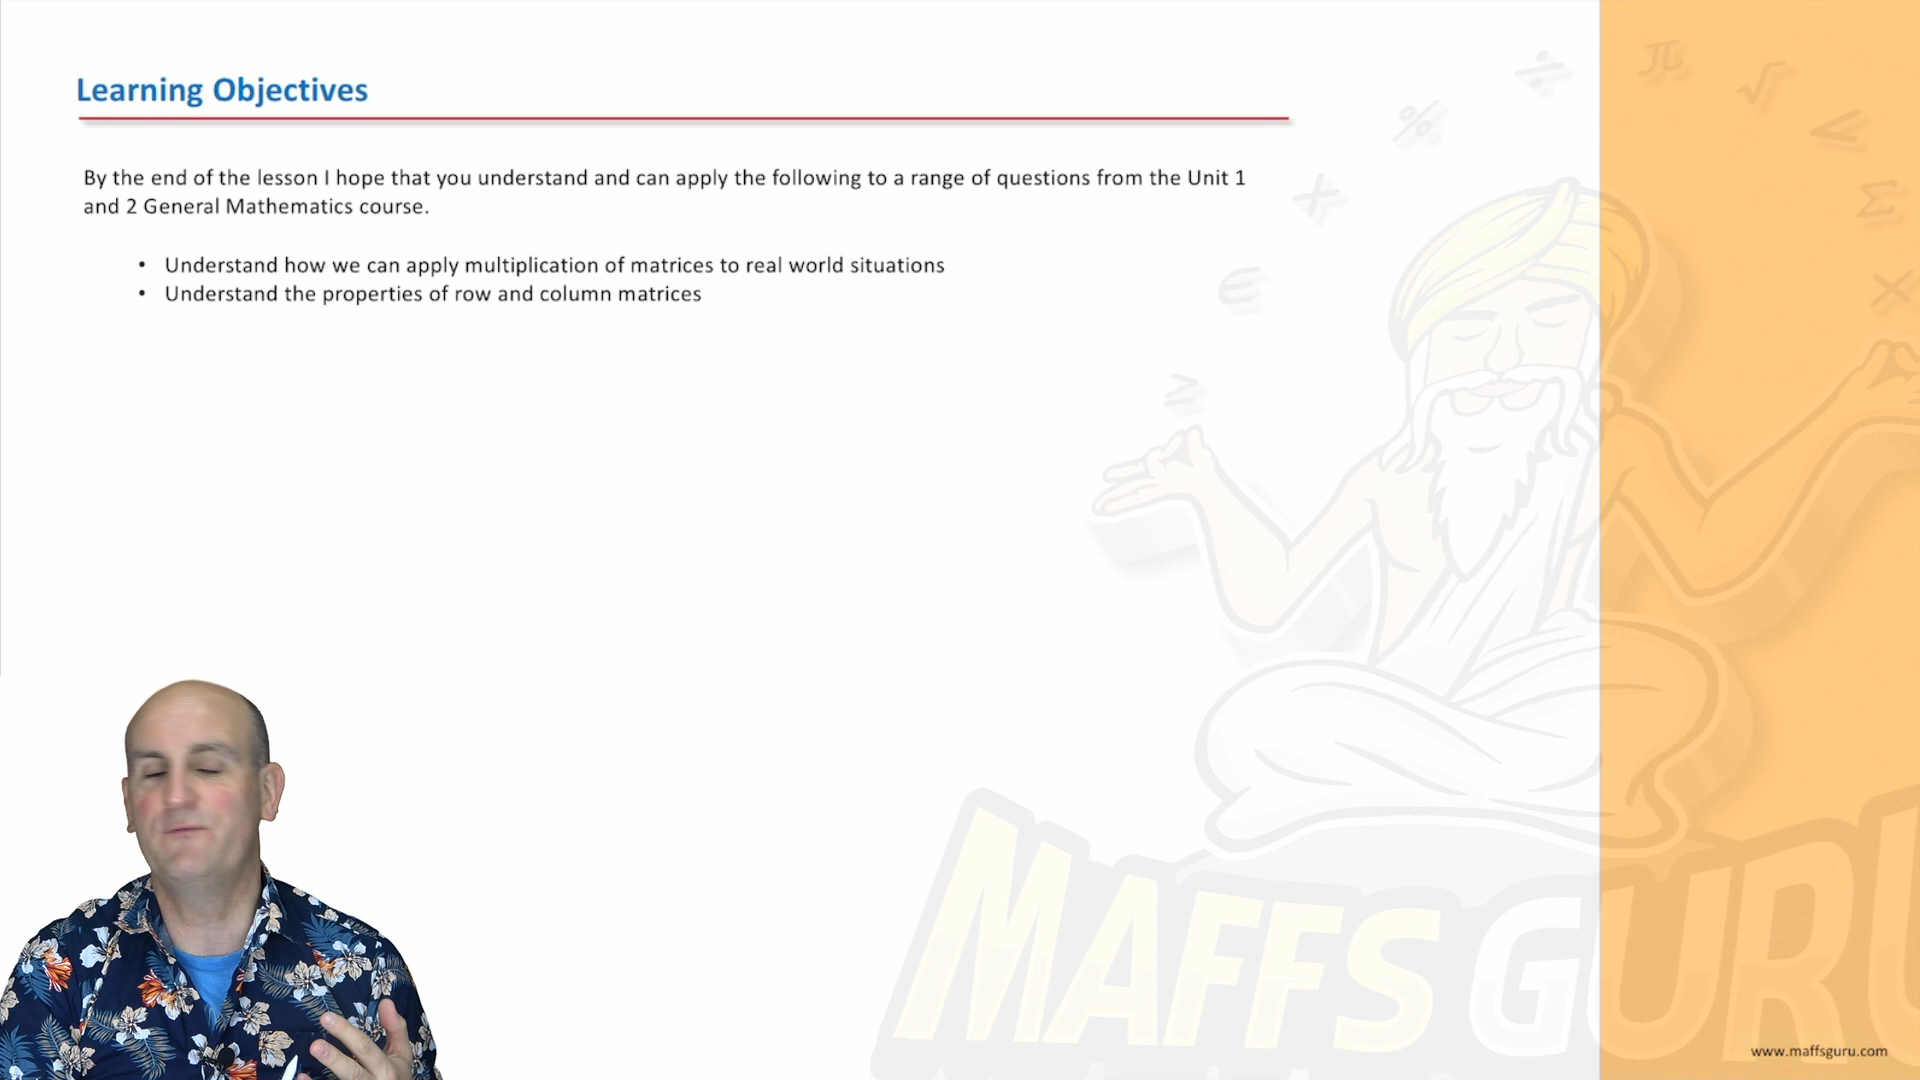 Learning Objectives
By the end of the lesson I hope that you understand and can apply the following to a range of questions from the Unit 1
and 2 General Mathematics course.
• Understand how we can apply multiplication of matrices to real world situations
• Understand the properties of row and column matrices
÷ π √ ∠
%
+ Σ
∈ ×
≥
MAFFS GURU
www.maffsguru.com